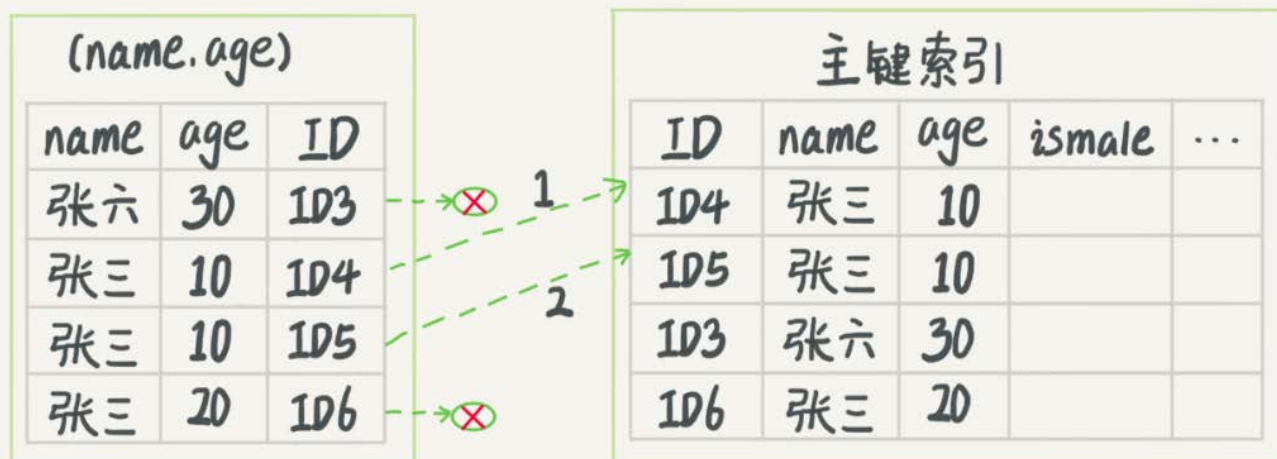 (name.age)
name age ID
张六 30 ID3
张三 10 ID4
张三 10 ID5
张三 20 ID6
1
2
主键索引
ID name age ismale ...
ID4 张三 10
ID5 张三 10
ID3 张六 30
ID6 张三 20